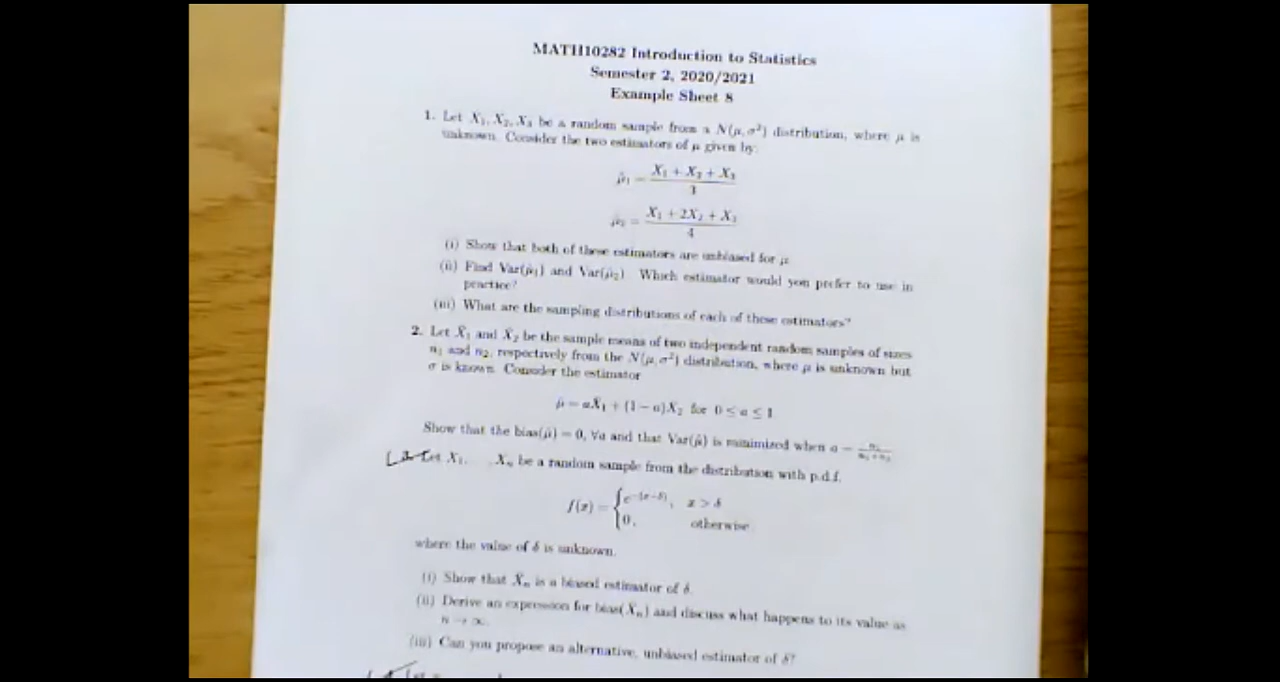 MATH10282 Introduction to Statistics
Semester 2, 2020/2021
Example Sheet 8
1. Let X₁, X₂, X₃ be a random sample from a N(μ, σ²) distribution, where μ is
unknown. Consider the two estimators of μ given by:
μ̂₁ = (X₁ + X₂ + X₃)/3
μ̂₂ = (X₁ + 2X₂ + X₃)/4
(i) Show that both of these estimators are unbiased for μ
(ii) Find Var(μ̂₁) and Var(μ̂₂). Which estimator would you prefer to use in
practice?
(iii) What are the sampling distributions of each of these estimators?
2. Let X̄₁ and X̄₂ be the sample means of two independent random samples of sizes
n₁ and n₂, respectively from the N(μ, σ²) distribution, where μ is unknown but
σ is known. Consider the estimator
μ̂ = aX̄₁ + (1 − a)X̄₂ for 0 ≤ a ≤ 1
Show that the bias(μ̂) = 0, ∀a and that Var(μ̂) is minimized when a = n₁/(n₁+n₂)
3. Let X₁, . . . , Xₙ be a random sample from the distribution with p.d.f.
f(x) = { e^−(x−δ), x > δ
0, otherwise
where the value of δ is unknown.
(i) Show that X̄ₙ is a biased estimator of δ.
(ii) Derive an expression for bias(X̄ₙ) and discuss what happens to its value as
n → ∞.
(iii) Can you propose an alternative, unbiased estimator of δ?